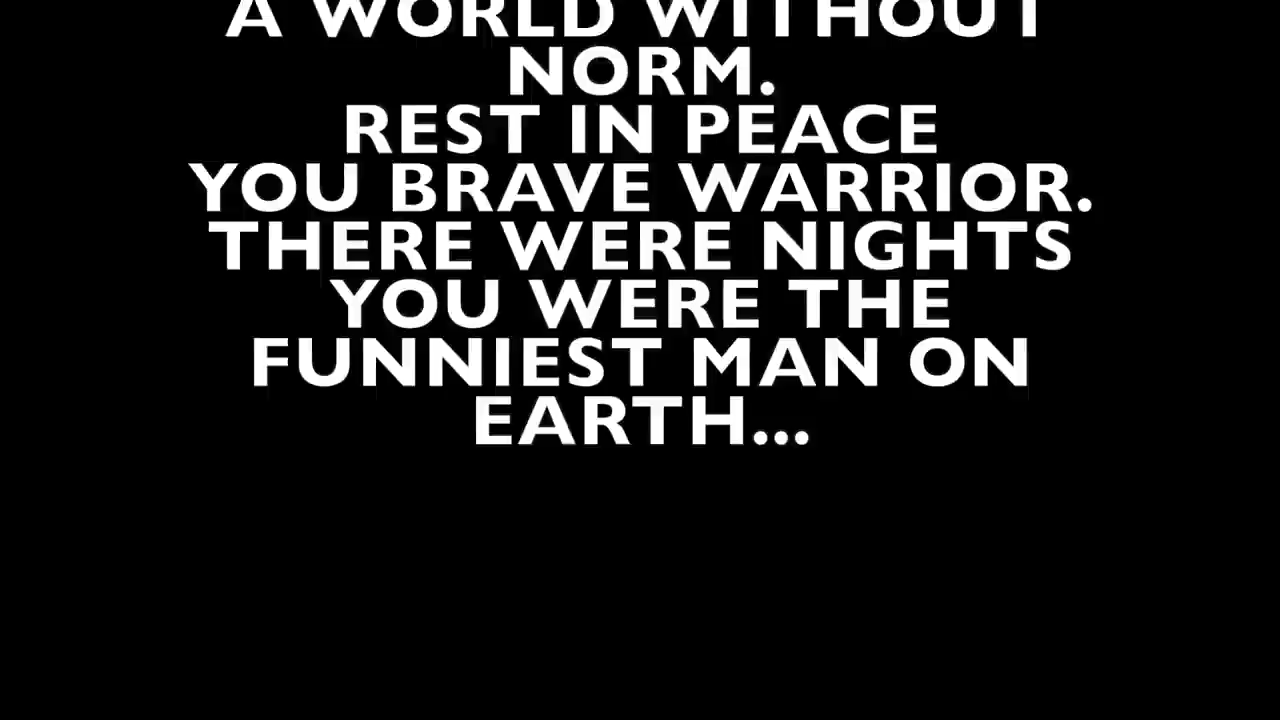 A WORLD WITHOUT
NORM.
REST IN PEACE
YOU BRAVE WARRIOR.
THERE WERE NIGHTS
YOU WERE THE
FUNNIEST MAN ON
EARTH...